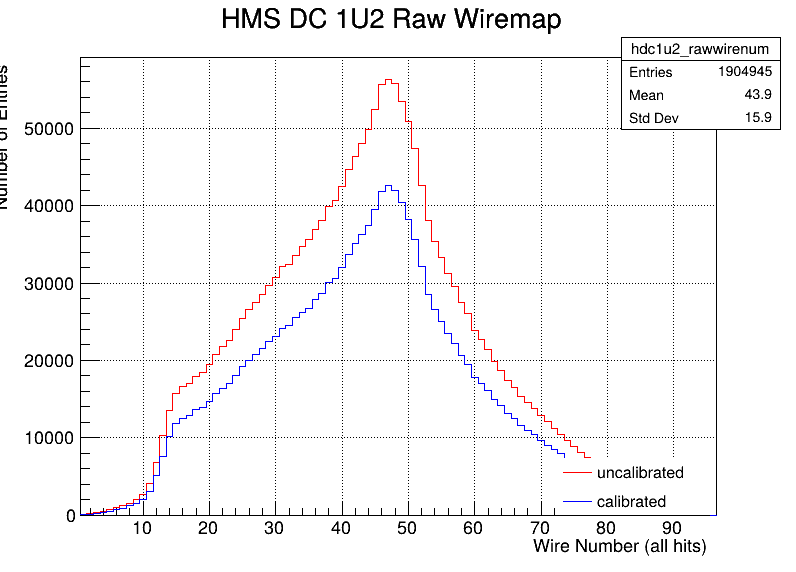 HMS DC 1U2 Raw Wiremap
hdc1u2_rawwirenum
Entries 1904945
Mean 43.9
Std Dev 15.9
Number of Entries
50000
40000
30000
20000
10000
0
uncalibrated
calibrated
10 20 30 40 50 60 70 80 90
Wire Number (all hits)